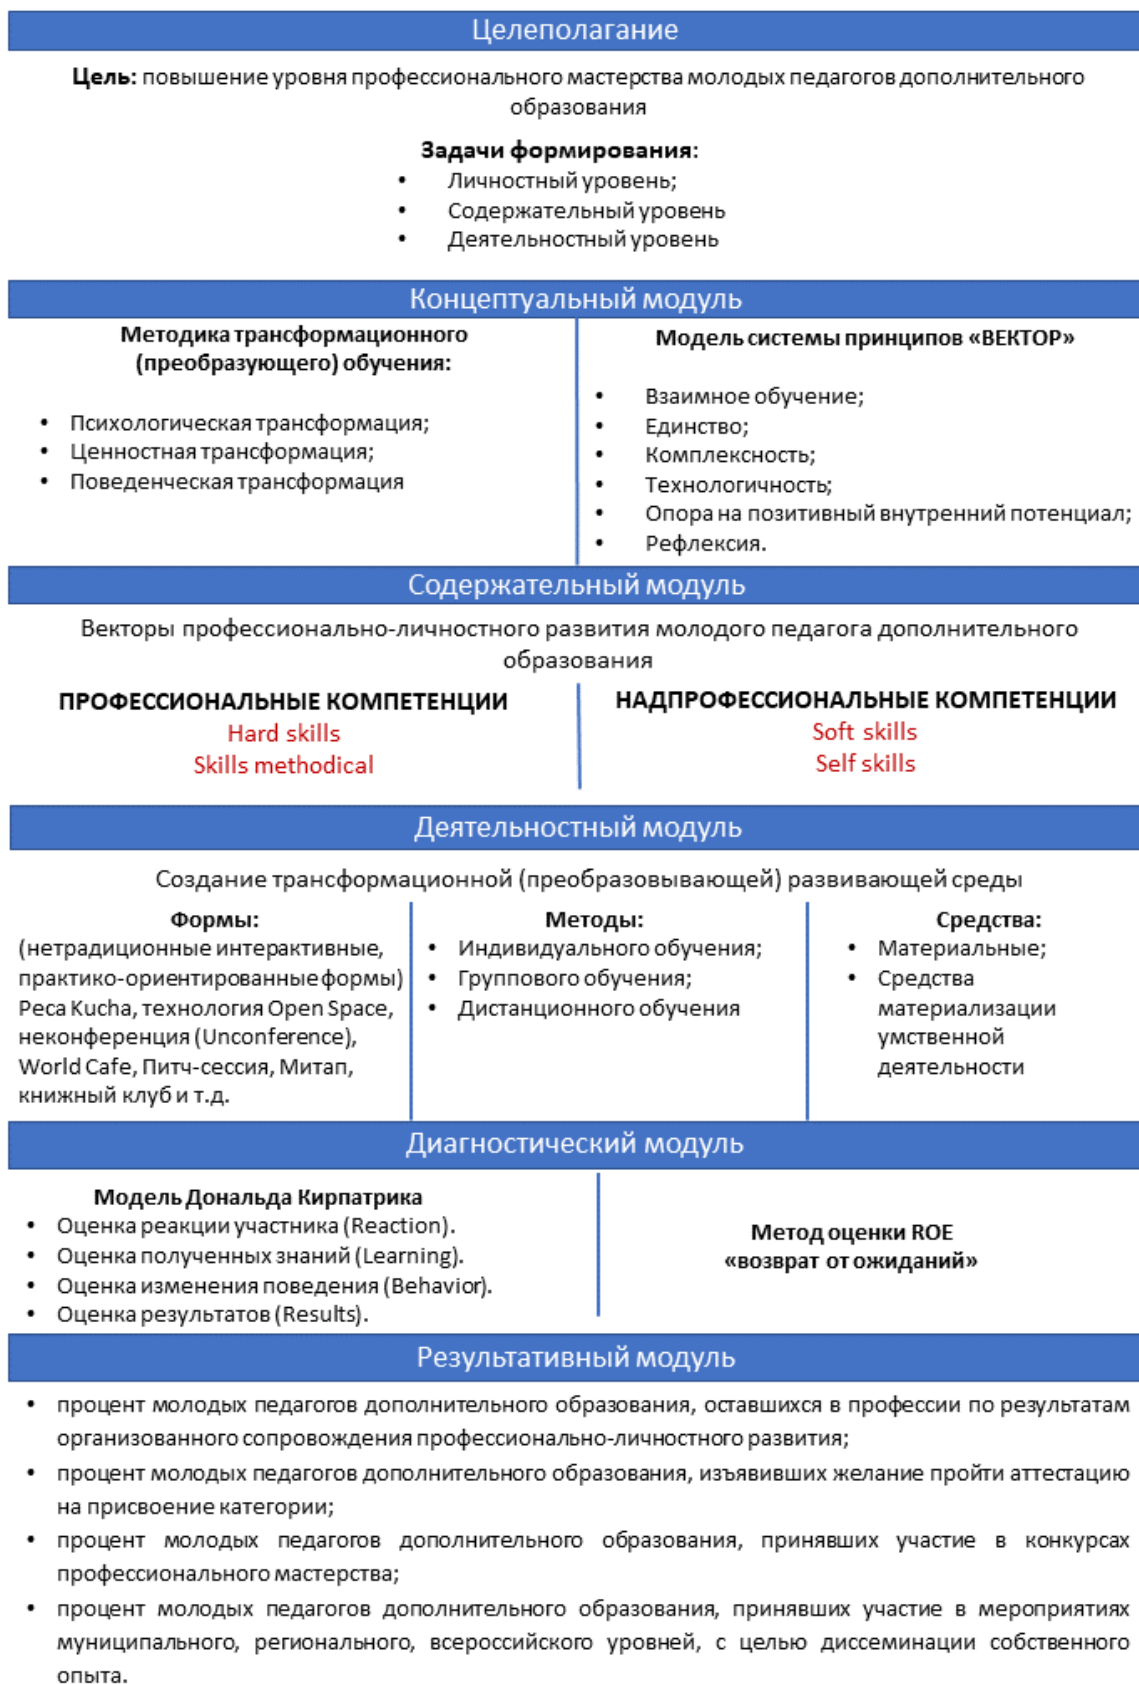 Целеполагание
Цель: повышение уровня профессионального мастерства молодых педагогов дополнительного
образования
Задачи формирования:
• Личностный уровень;
• Содержательный уровень
• Деятельностный уровень
Концептуальный модуль
Методика трансформационного
(преобразующего) обучения:
• Психологическая трансформация;
• Ценностная трансформация;
• Поведенческая трансформация
Модель системы принципов «ВЕКТОР»
• Взаимное обучение;
• Единство;
• Комплексность;
• Технологичность;
• Опора на позитивный внутренний потенциал;
• Рефлексия.
Содержательный модуль
Векторы профессионально-личностного развития молодого педагога дополнительного
образования
ПРОФЕССИОНАЛЬНЫЕ КОМПЕТЕНЦИИ
Hard skills
Skills methodical
НАДПРОФЕССИОНАЛЬНЫЕ КОМПЕТЕНЦИИ
Soft skills
Self skills
Деятельностный модуль
Создание трансформационной (преобразовывающей) развивающей среды
Формы:
(нетрадиционные интерактивные,
практико-ориентированные формы)
Peca Kucha, технология Open Space,
неконференция (Unconference),
World Cafe, Питч-сессия, Митап,
книжный клуб и т.д.
Методы:
• Индивидуального обучения;
• Группового обучения;
• Дистанционного обучения
Средства:
• Материальные;
• Средства
материализации
умственной
деятельности
Диагностический модуль
Модель Дональда Кирпатрика
• Оценка реакции участника (Reaction).
• Оценка полученных знаний (Learning).
• Оценка изменения поведения (Behavior).
• Оценка результатов (Results).
Метод оценки ROE
«возврат от ожиданий»
Результативный модуль
• процент молодых педагогов дополнительного образования, оставшихся в профессии по результатам
организованного сопровождения профессионально-личностного развития;
• процент молодых педагогов дополнительного образования, изъявивших желание пройти аттестацию
на присвоение категории;
• процент молодых педагогов дополнительного образования, принявших участие в конкурсах
профессионального мастерства;
• процент молодых педагогов дополнительного образования, принявших участие в мероприятиях
муниципального, регионального, всероссийского уровней, с целью диссеминации собственного
опыта.